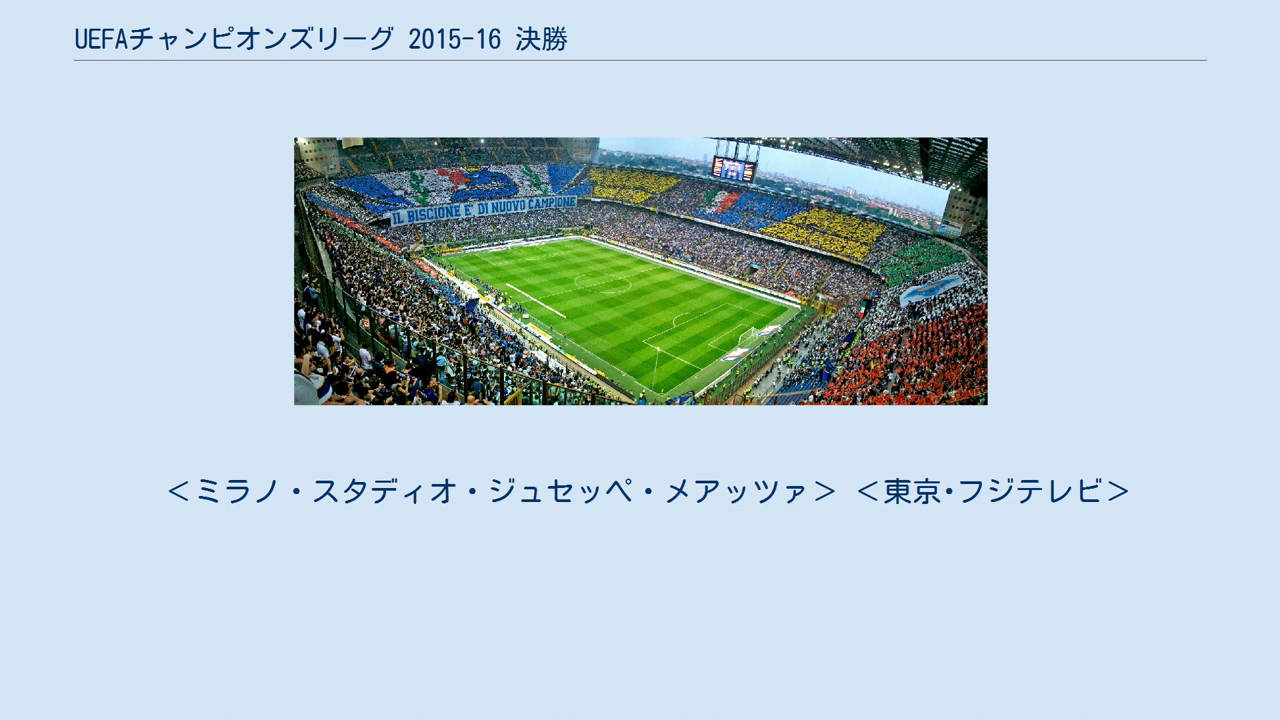 UEFAチャンピオンズリーグ 2015-16 決勝
IL BISCIONE E' DI NUOVO CAMPIONE
＜ミラノ・スタディオ・ジュセッペ・メアッツァ＞ ＜東京・フジテレビ＞